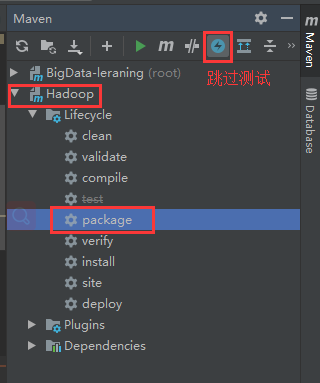 Maven
BigData-leraning (root)
跳过测试
Hadoop
Lifecycle
clean
validate
compile
test
package
verify
install
site
deploy
Plugins
Dependencies
Maven
Database